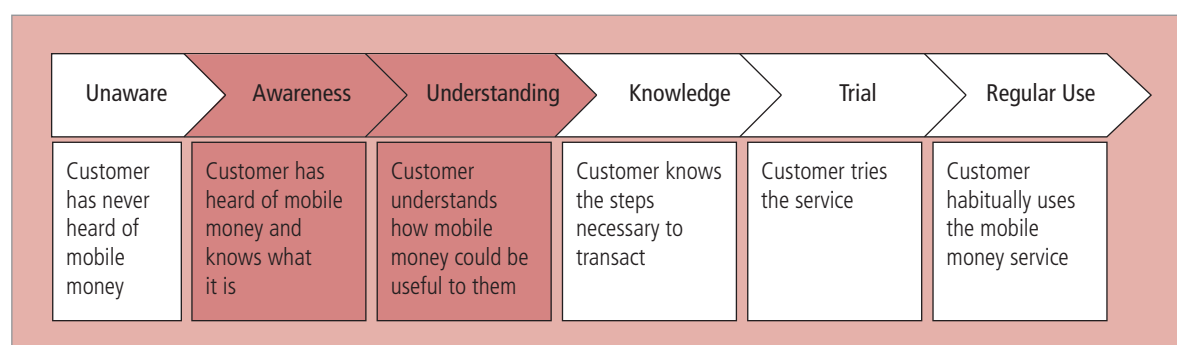 Unaware
Awareness
Understanding
Knowledge
Trial
Regular Use
Customer
has never
heard of
mobile
money
Customer has
heard of mobile
money and
knows what
it is
Customer
understands
how mobile
money could be
useful to them
Customer knows
the steps
necessary to
transact
Customer tries
the service
Customer
habitually uses
the mobile
money service